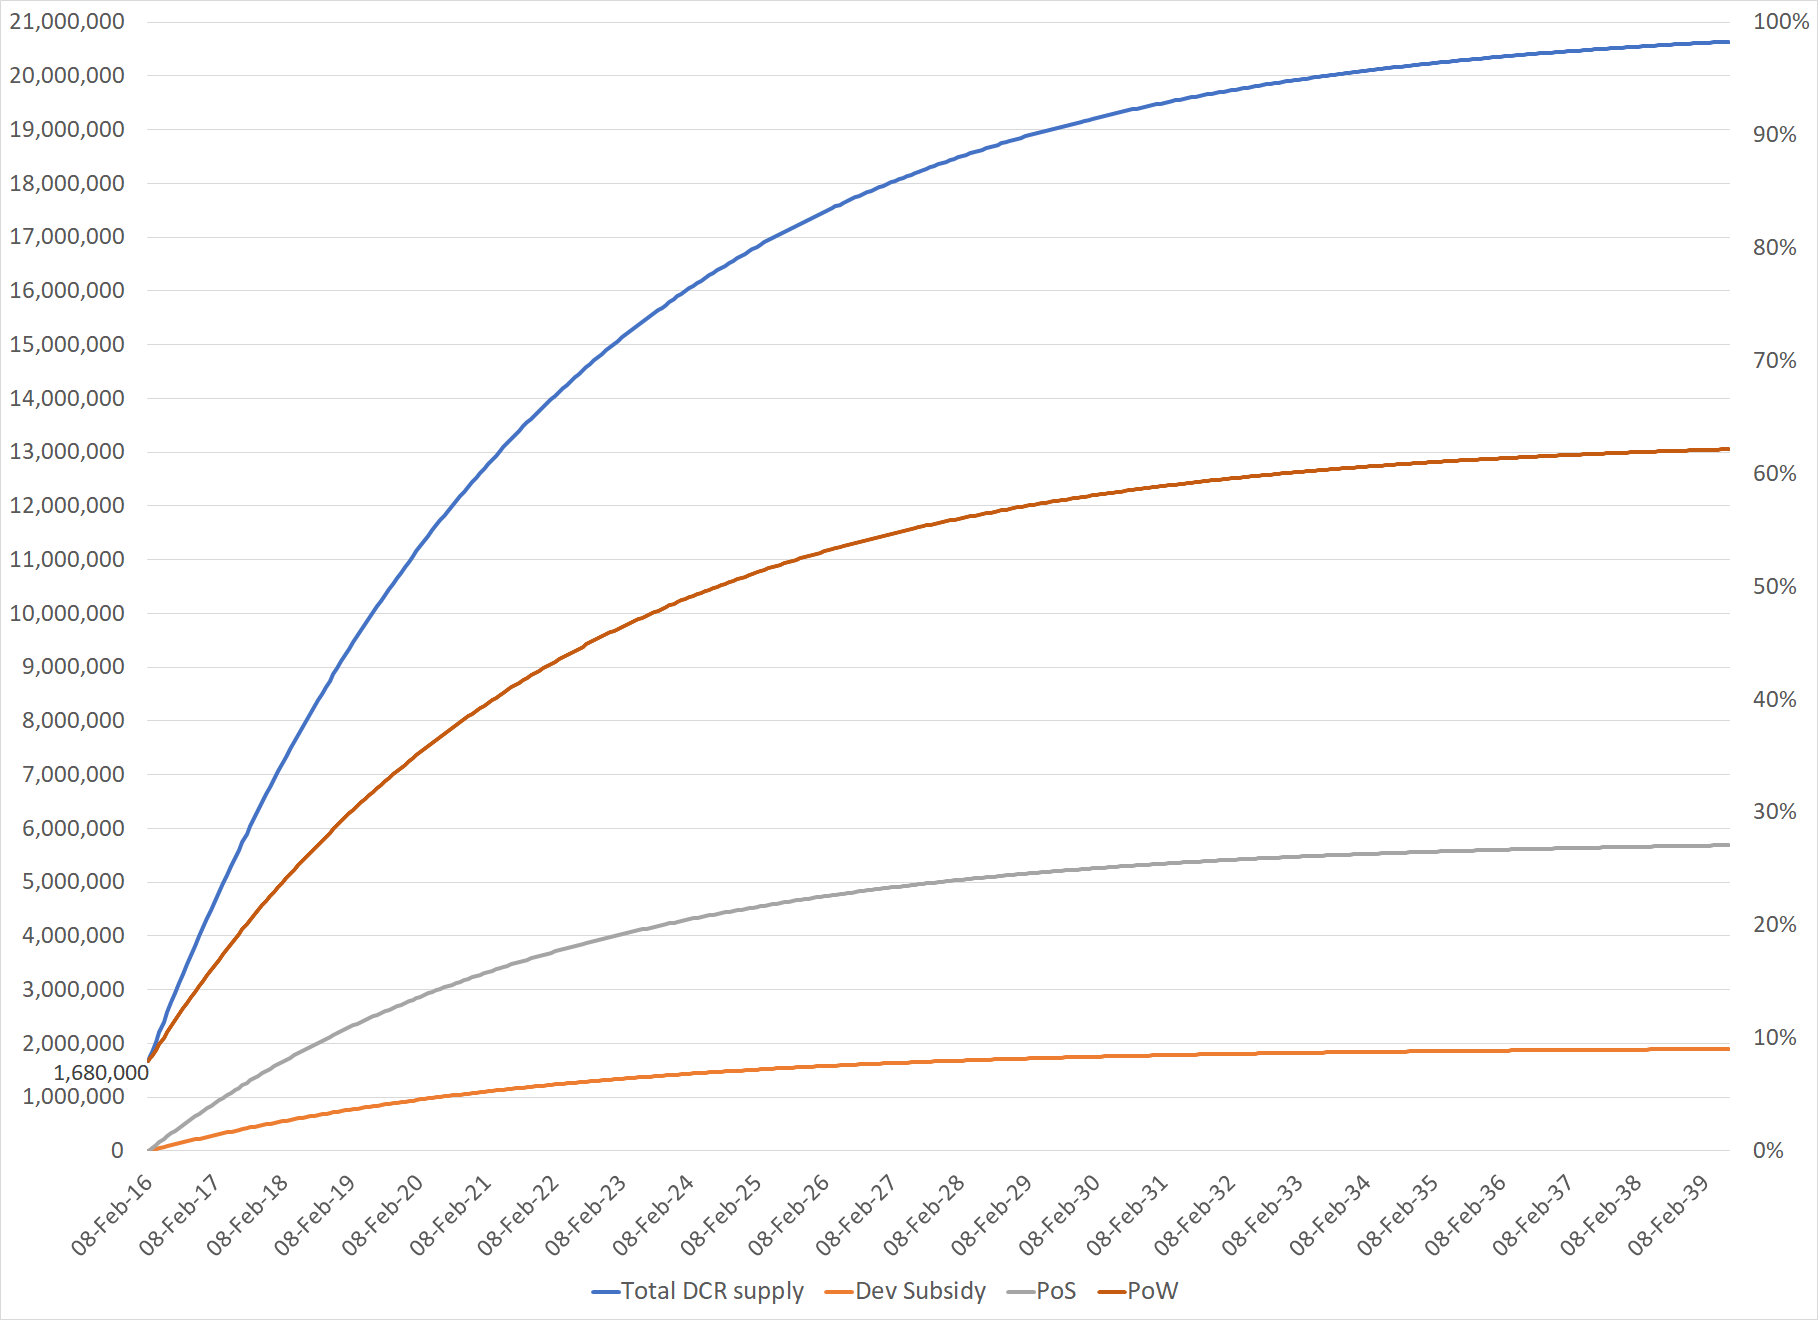 21,000,000
20,000,000
19,000,000
18,000,000
17,000,000
16,000,000
15,000,000
14,000,000
13,000,000
12,000,000
11,000,000
10,000,000
9,000,000
8,000,000
7,000,000
6,000,000
5,000,000
4,000,000
3,000,000
2,000,000
1,680,000
1,000,000
0
100%
90%
80%
70%
60%
50%
40%
30%
20%
10%
0%
08-Feb-16
08-Feb-17
08-Feb-18
08-Feb-19
08-Feb-20
08-Feb-21
08-Feb-22
08-Feb-23
08-Feb-24
08-Feb-25
08-Feb-26
08-Feb-27
08-Feb-28
08-Feb-29
08-Feb-30
08-Feb-31
08-Feb-32
08-Feb-33
08-Feb-34
08-Feb-35
08-Feb-36
08-Feb-37
08-Feb-38
08-Feb-39
Total DCR supply Dev Subsidy PoS PoW